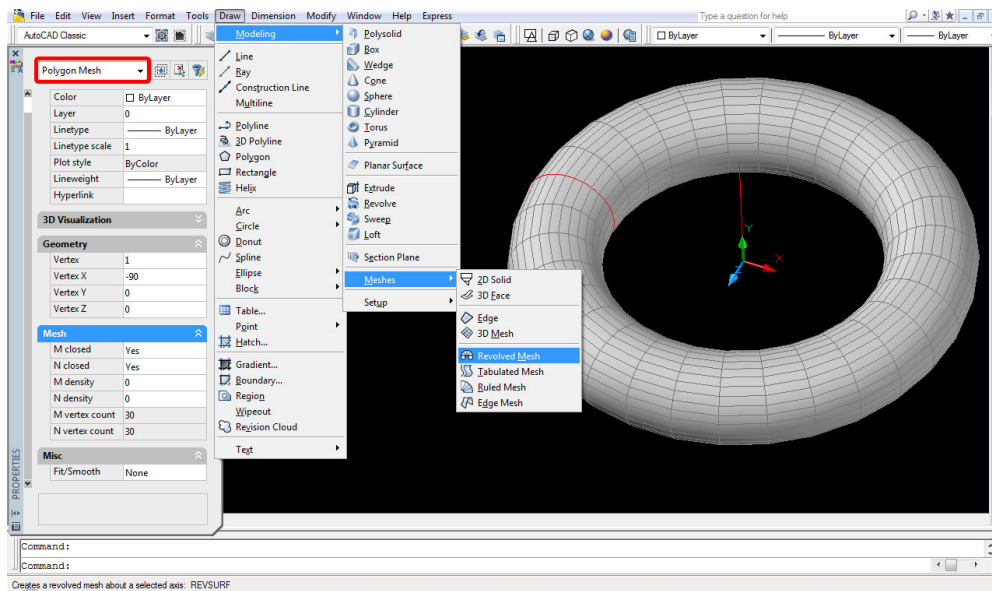 File Edit View Insert Format Tools Draw Dimension Modify Window Help Express Type a question for help
AutoCAD Classic
ByLayer ByLayer ByLayer
Polygon Mesh
Color ByLayer
Layer 0
Linetype ByLayer
Linetype scale 1
Plot style ByColor
Lineweight ByLayer
Hyperlink
3D Visualization
Geometry
Vertex 1
Vertex X -90
Vertex Y 0
Vertex Z 0
Mesh
M closed Yes
N closed Yes
M density 0
N density 0
M vertex count 30
N vertex count 30
Misc
Fit/Smooth None
PROPERTIES
Modeling
Line
Ray
Construction Line
Multiline
Polyline
3D Polyline
Polygon
Rectangle
Helix
Arc
Circle
Donut
Spline
Ellipse
Block
Table...
Point
Hatch...
Gradient...
Boundary...
Region
Wipeout
Revision Cloud
Text
Polysolid
Box
Wedge
Cone
Sphere
Cylinder
Torus
Pyramid
Planar Surface
Extrude
Revolve
Sweep
Loft
Section Plane
Meshes
Setup
2D Solid
3D Face
Edge
3D Mesh
Revolved Mesh
Tabulated Mesh
Ruled Mesh
Edge Mesh
Y
X
Z
Command:
Command:
Creates a revolved mesh about a selected axis: REVSURF